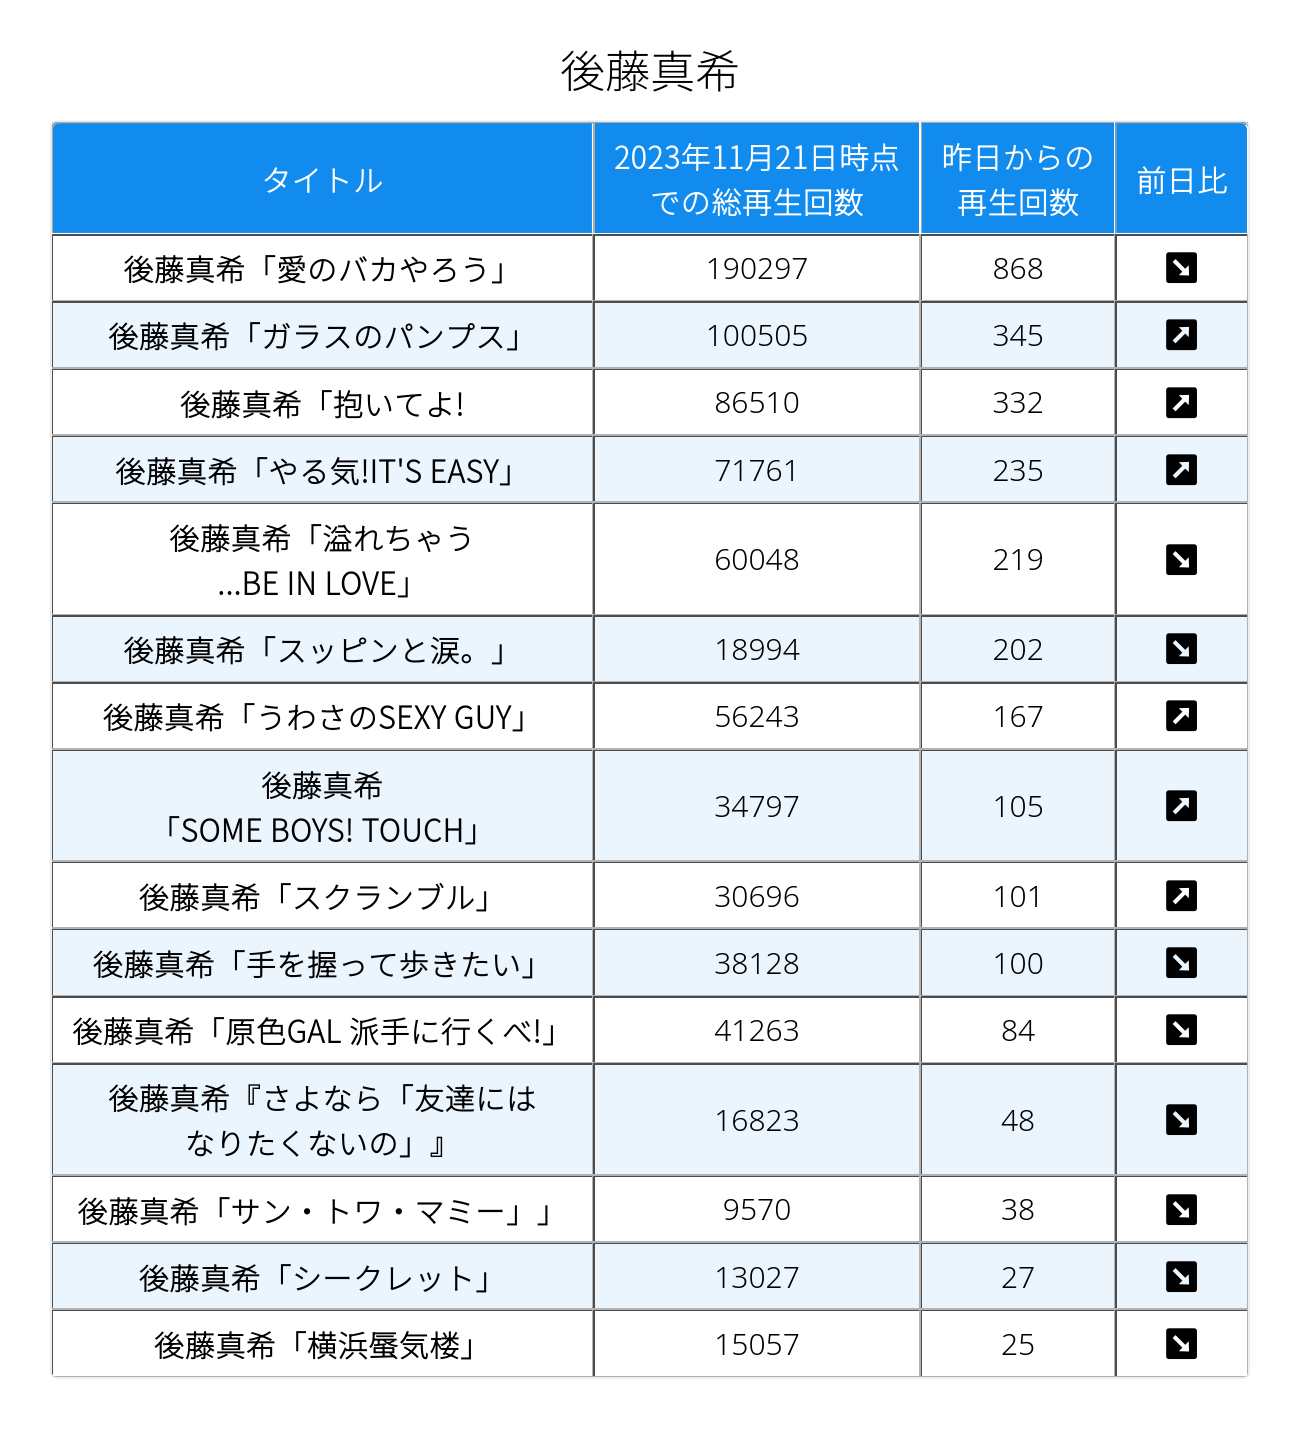 後藤真希
タイトル
2023年11月21日時点
での総再生回数
昨日からの
再生回数
前日比
後藤真希「愛のバカやろう」 190297 868 ↘
後藤真希「ガラスのパンプス」 100505 345 ↗
後藤真希「抱いてよ! 86510 332 ↗
後藤真希「やる気!IT'S EASY」 71761 235 ↗
後藤真希「溢れちゃう
...BE IN LOVE」 60048 219 ↘
後藤真希「スッピンと涙。」 18994 202 ↘
後藤真希「うわさのSEXY GUY」 56243 167 ↗
後藤真希
「SOME BOYS! TOUCH」 34797 105 ↗
後藤真希「スクランブル」 30696 101 ↗
後藤真希「手を握って歩きたい」 38128 100 ↘
後藤真希「原色GAL 派手に行くべ!」 41263 84 ↘
後藤真希『さよなら「友達には
なりたくないの」』 16823 48 ↘
後藤真希「サン・トワ・マミー」」 9570 38 ↘
後藤真希「シークレット」 13027 27 ↘
後藤真希「横浜蜃気楼」 15057 25 ↘